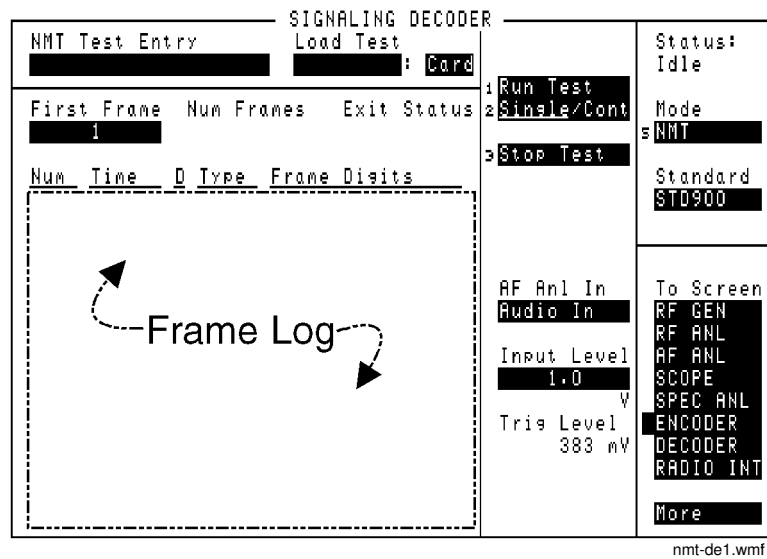 SIGNALING DECODER
NMT Test Entry
Load Test
: Card
First Frame
1
Num Frames
Exit Status
Num Time D Type Frame Digits
Frame Log
1 Run Test
2 Single/Cont
3 Stop Test
AF Anl In
Audio In
Input Level
1.0
V
Trig Level
383 mV
Status:
Idle
Mode
5 NMT
Standard
STD900
To Screen
RF GEN
RF ANL
AF ANL
SCOPE
SPEC ANL
ENCODER
DECODER
RADIO INT
More
nmt-de1.wmf